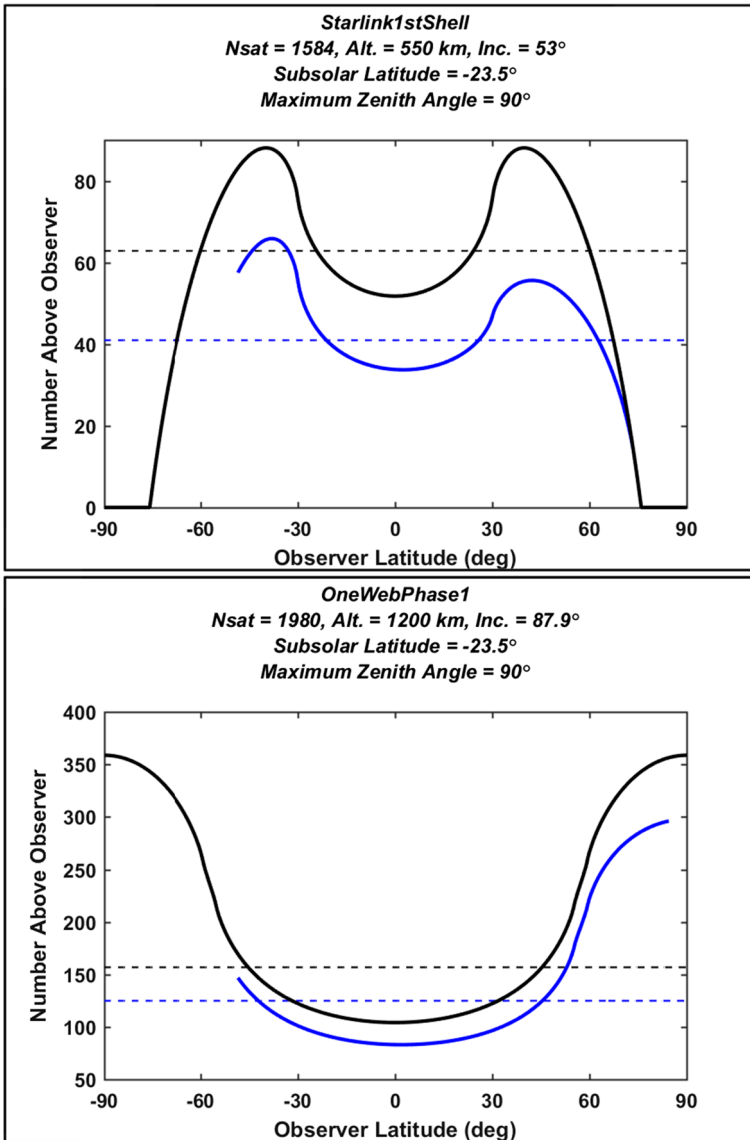 Starlink1stShell
Nsat = 1584, Alt. = 550 km, Inc. = 53°
Subsolar Latitude = -23.5°
Maximum Zenith Angle = 90°
Number Above Observer
80
60
40
20
0
-90 -60 -30 0 30 60 90
Observer Latitude (deg)
OneWebPhase1
Nsat = 1980, Alt. = 1200 km, Inc. = 87.9°
Subsolar Latitude = -23.5°
Maximum Zenith Angle = 90°
Number Above Observer
400
350
300
250
200
150
100
50
-90 -60 -30 0 30 60 90
Observer Latitude (deg)